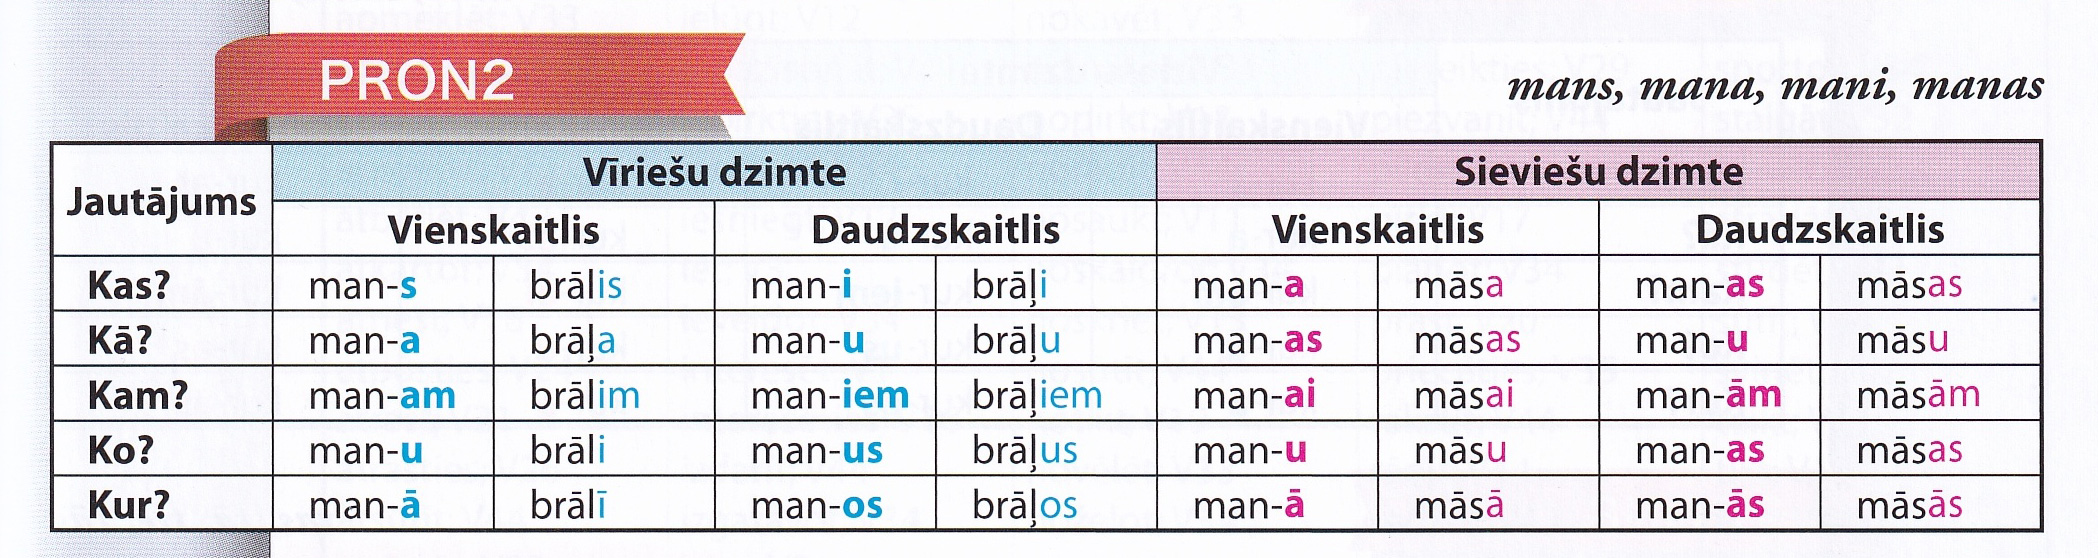 PRON2
mans, mana, mani, manas
Jautājums Vīriešu dzimte Sieviešu dzimte
Vienskaitlis Daudzskaitlis Vienskaitlis Daudzskaitlis
Kas? man-s brālis man-i brāļi man-a māsa man-as māsas
Kā? man-a brāļa man-u brāļu man-as māsas man-u māsu
Kam? man-am brālim man-iem brāļiem man-ai māsai man-ām māsām
Ko? man-u brāli man-us brāļus man-u māsu man-as māsas
Kur? man-ā brālī man-os brāļos man-ā māsā man-ās māsās